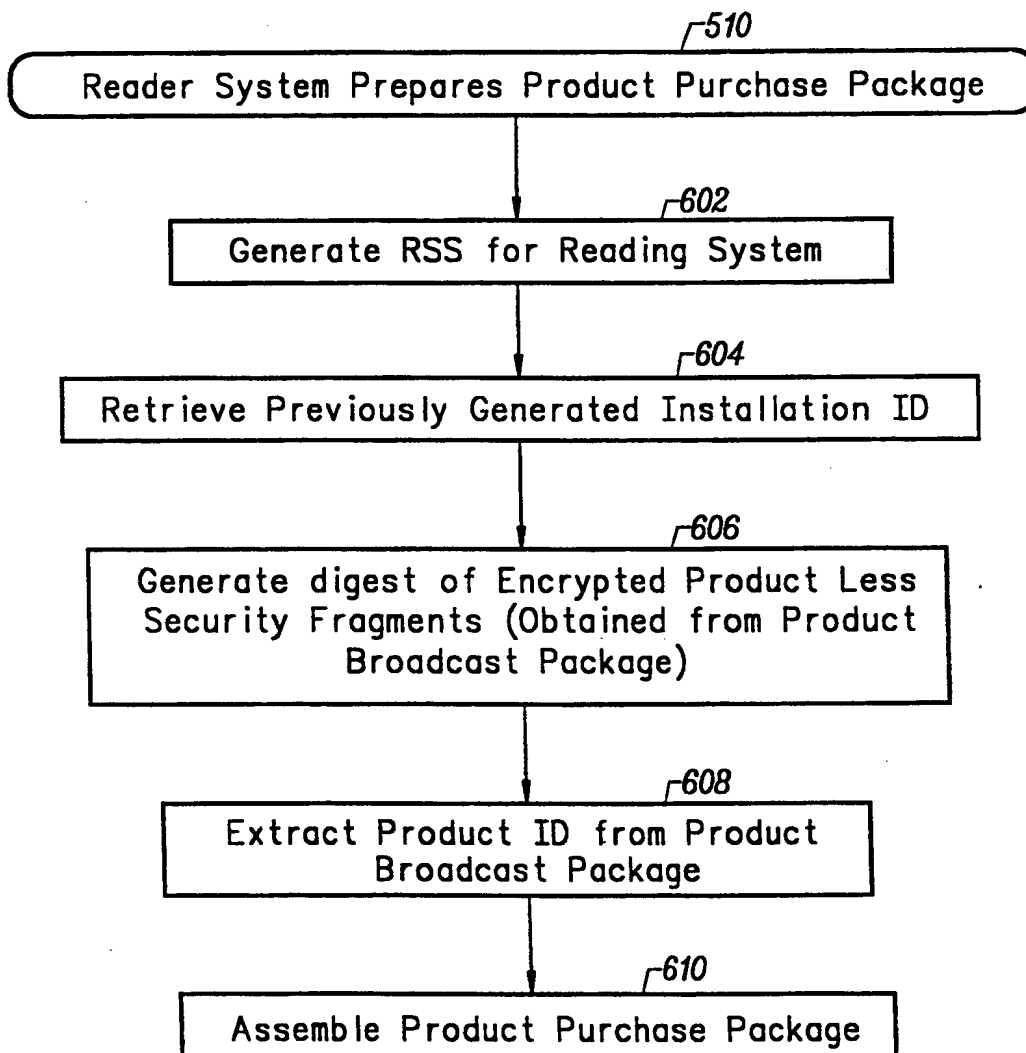 510
Reader System Prepares Product Purchase Package
602
Generate RSS for Reading System
604
Retrieve Previously Generated Installation ID
606
Generate digest of Encrypted Product Less
Security Fragments (Obtained from Product
Broadcast Package)
608
Extract Product ID from Product
Broadcast Package
610
Assemble Product Purchase Package